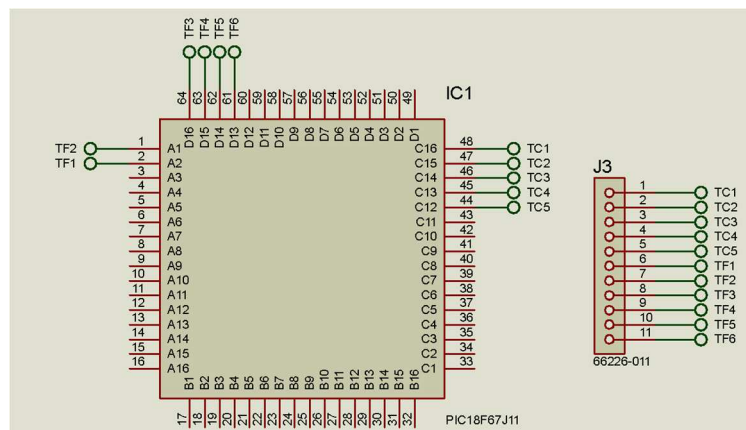 TF3 TF4 TF5 TF6
64 63 62 61 60 59 58 57 56 55 54 53 52 51 50 49
IC1
D16 D15 D14 D13 D12 D11 D10 D9 D8 D7 D6 D5 D4 D3 D2 D1
TF2 1 A1 C16 48 TC1
TF1 2 A2 C15 47 TC2
3 A3 C14 46 TC3
4 A4 C13 45 TC4
5 A5 C12 44 TC5
6 A6 C11 43
7 A7 C10 42
8 A8 C9 41
9 A9 C8 40
10 A10 C7 39
11 A11 C6 38
12 A12 C5 37
13 A13 C4 36
14 A14 C3 35
15 A15 C2 34
16 A16 C1 33
B1 B2 B3 B4 B5 B6 B7 B8 B9 B10 B11 B12 B13 B14 B15 B16
17 18 19 20 21 22 23 24 25 26 27 28 29 30 31 32
PIC18F67J11
J3
1 TC1
2 TC2
3 TC3
4 TC4
5 TC5
6 TF1
7 TF2
8 TF3
9 TF4
10 TF5
11 TF6
66226-011